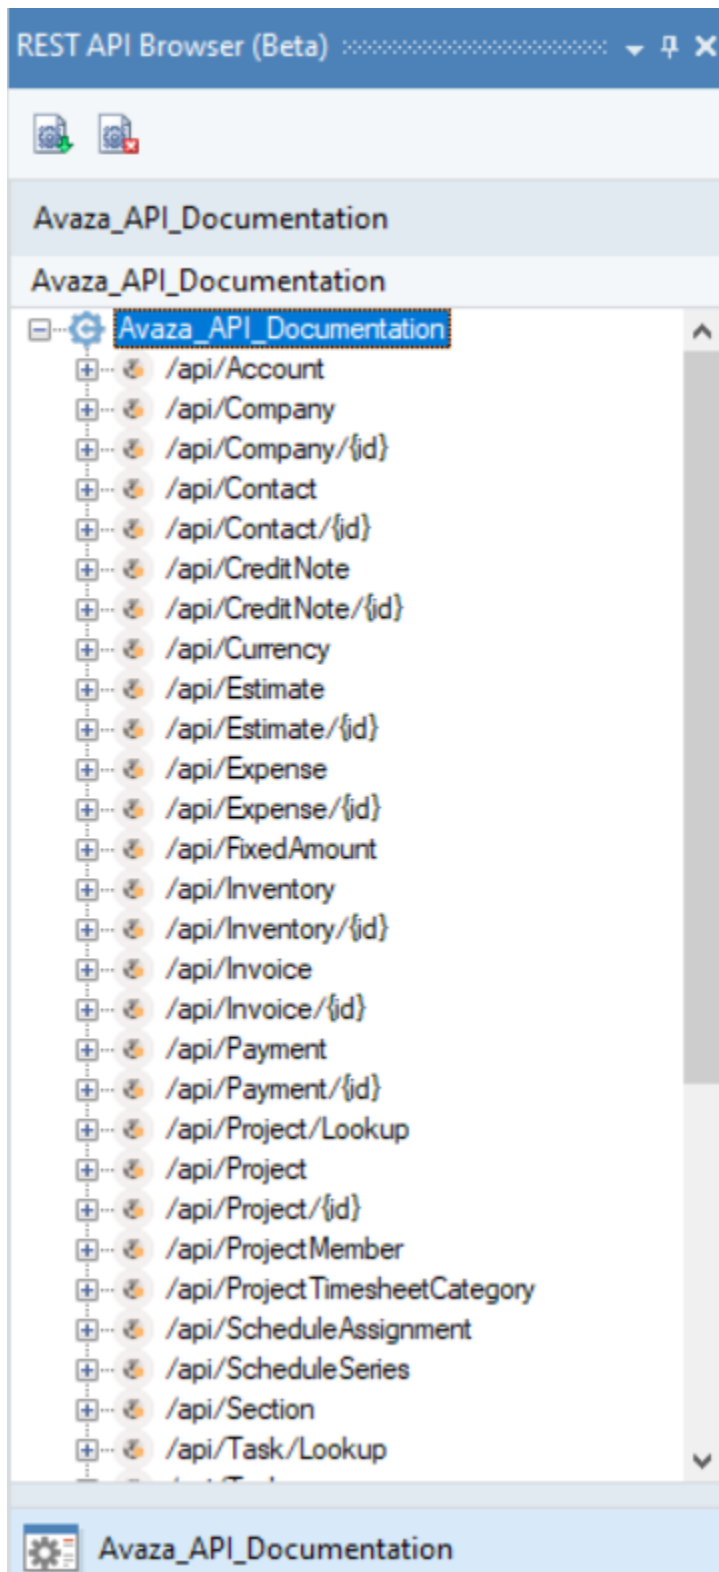 REST API Browser (Beta)
Avaza_API_Documentation
Avaza_API_Documentation
Avaza_API_Documentation
/api/Account
/api/Company
/api/Company/{id}
/api/Contact
/api/Contact/{id}
/api/CreditNote
/api/CreditNote/{id}
/api/Currency
/api/Estimate
/api/Estimate/{id}
/api/Expense
/api/Expense/{id}
/api/FixedAmount
/api/Inventory
/api/Inventory/{id}
/api/Invoice
/api/Invoice/{id}
/api/Payment
/api/Payment/{id}
/api/Project/Lookup
/api/Project
/api/Project/{id}
/api/ProjectMember
/api/ProjectTimesheetCategory
/api/ScheduleAssignment
/api/ScheduleSeries
/api/Section
/api/Task/Lookup
Avaza_API_Documentation